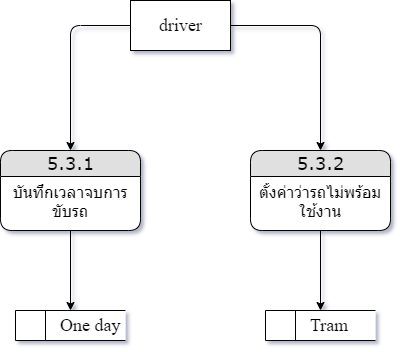 driver
5.3.1
บันทึกเวลาจบการ
ขับรถ
5.3.2
ตั้งค่าว่ารถไม่พร้อม
ใช้งาน
One day
Tram